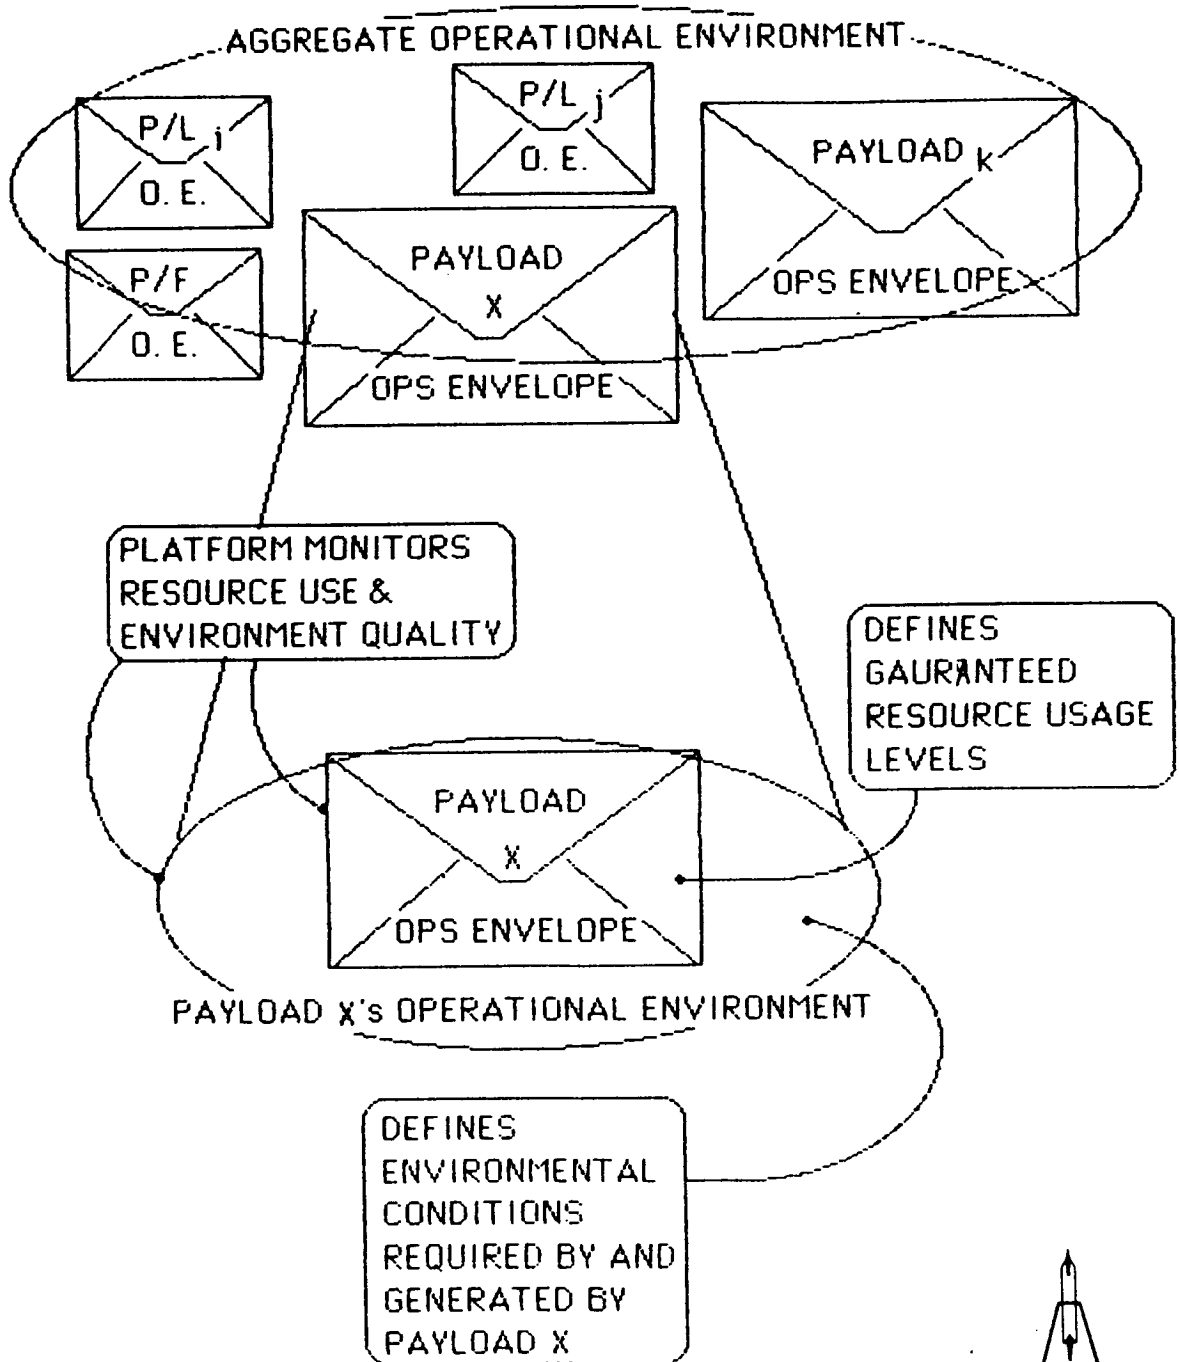 AGGREGATE OPERATIONAL ENVIRONMENT
P/L i
O. E.
P/L j
O. E.
PAYLOAD k
OPS ENVELOPE
P/F
O. E.
PAYLOAD
X
OPS ENVELOPE
PLATFORM MONITORS
RESOURCE USE &
ENVIRONMENT QUALITY
DEFINES
GAURANTEED
RESOURCE USAGE
LEVELS
PAYLOAD
X
OPS ENVELOPE
PAYLOAD X's OPERATIONAL ENVIRONMENT
DEFINES
ENVIRONMENTAL
CONDITIONS
REQUIRED BY AND
GENERATED BY
PAYLOAD X